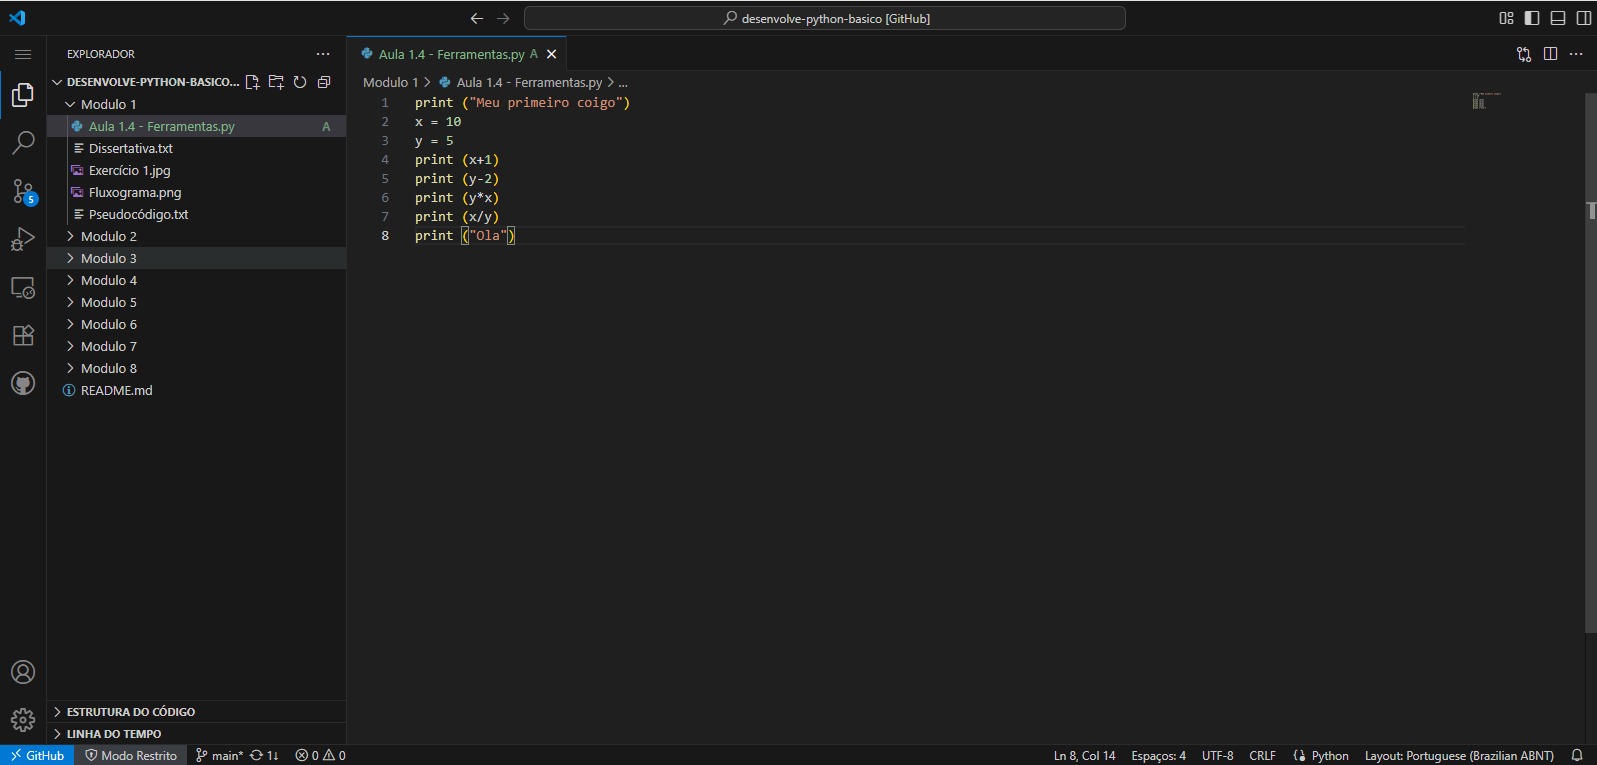 desenvolve-python-basico [GitHub]
EXPLORADOR
DESENVOLVE-PYTHON-BASICO...
Modulo 1
Aula 1.4 - Ferramentas.py A
Dissertativa.txt
Exercício 1.jpg
Fluxograma.png
Pseudocódigo.txt
Modulo 2
Modulo 3
Modulo 4
Modulo 5
Modulo 6
Modulo 7
Modulo 8
README.md
5
ESTRUTURA DO CÓDIGO
LINHA DO TEMPO
Aula 1.4 - Ferramentas.py A
Modulo 1 > Aula 1.4 - Ferramentas.py > ...
1 print ("Meu primeiro coigo")
2 x = 10
3 y = 5
4 print (x+1)
5 print (y-2)
6 print (y*x)
7 print (x/y)
8 print ("Ola")
GitHub Modo Restrito main* 1↓ 0 0 Ln 8, Col 14 Espaços: 4 UTF-8 CRLF Python Layout: Portuguese (Brazilian ABNT)